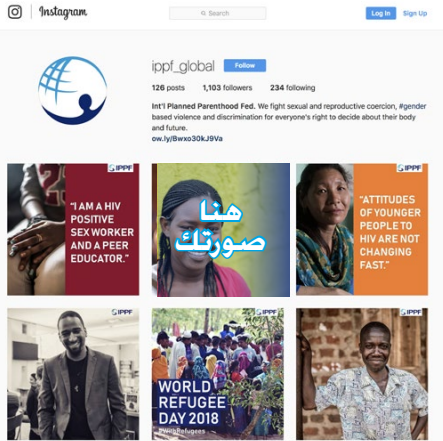 Instagram
Search
Log In
Sign Up
ippf_global
Follow
126 posts
1,103 followers
234 following
Int'l Planned Parenthood Fed. We fight sexual and reproductive coercion, #gender
based violence and discrimination for everyone's right to decide about their body
and future.
ow.ly/Bwxo30kJ9Va
IPPF
"I AM A HIV
POSITIVE
SEX WORKER
AND A PEER
EDUCATOR."
هنا
صورتك
IPPF
"ATTITUDES
OF YOUNGER
PEOPLE TO
HIV ARE NOT
CHANGING
FAST."
IPPF
IPPF
WORLD
REFUGEE
DAY 2018
#WithRefugees
IPPF